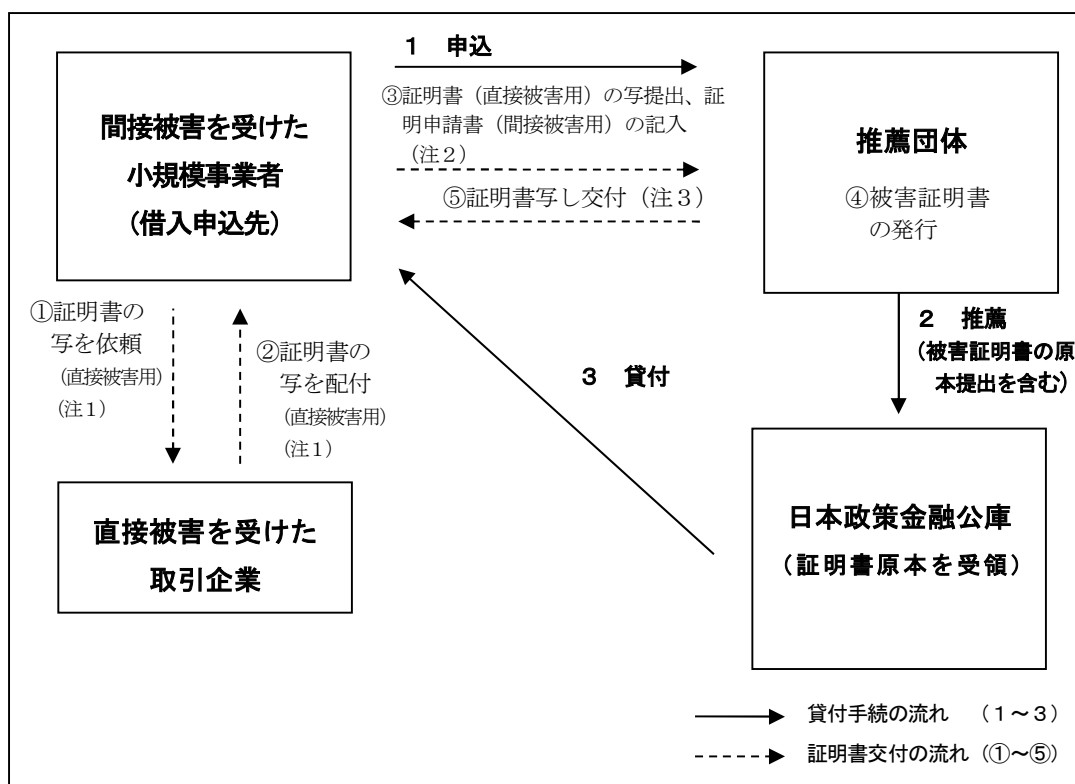 間接被害を受けた
小規模事業者
(借入申込先)
1 申込
③証明書(直接被害用)の写提出、証
明申請書(間接被害用)の記入
(注2)
⑤証明書写し交付(注3)
推薦団体
④被害証明書
の発行
①証明書の
写を依頼
(直接被害用)
(注1)
②証明書の
写を配付
(直接被害用)
(注1)
3 貸付
2 推薦
(被害証明書の原
本提出を含む)
直接被害を受けた
取引企業
日本政策金融公庫
(証明書原本を受領)
貸付手続の流れ (1~3)
証明書交付の流れ(①~⑤)